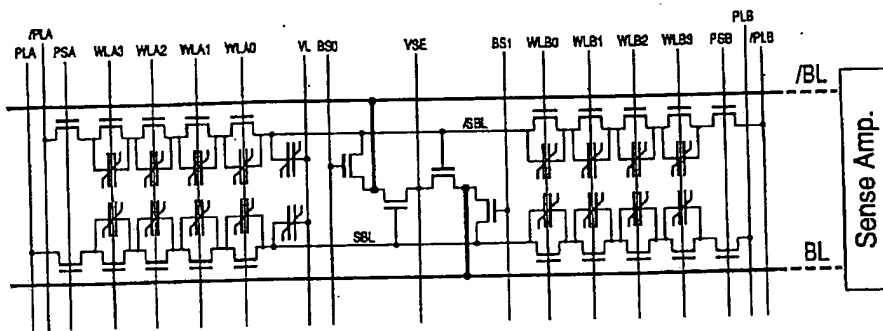 PLA /PLA PSA WLA3 WLA2 WLA1 WLA0 VL BS0 VSE BS1 WLB0 WLB1 WLB2 WLB3 PSB PLB /PLB
/BL
/SBL
SBL
BL
Sense Amp.